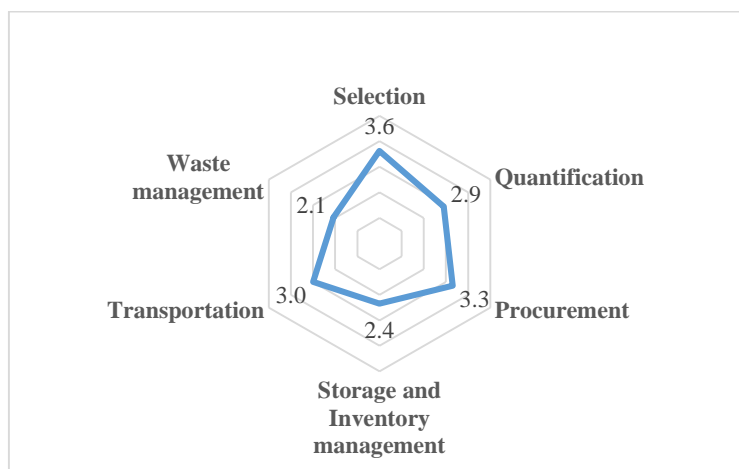 Selection
3.6
Waste
management
Quantification
2.1
2.9
Transportation
3.0
3.3
Procurement
2.4
Storage and
Inventory
management